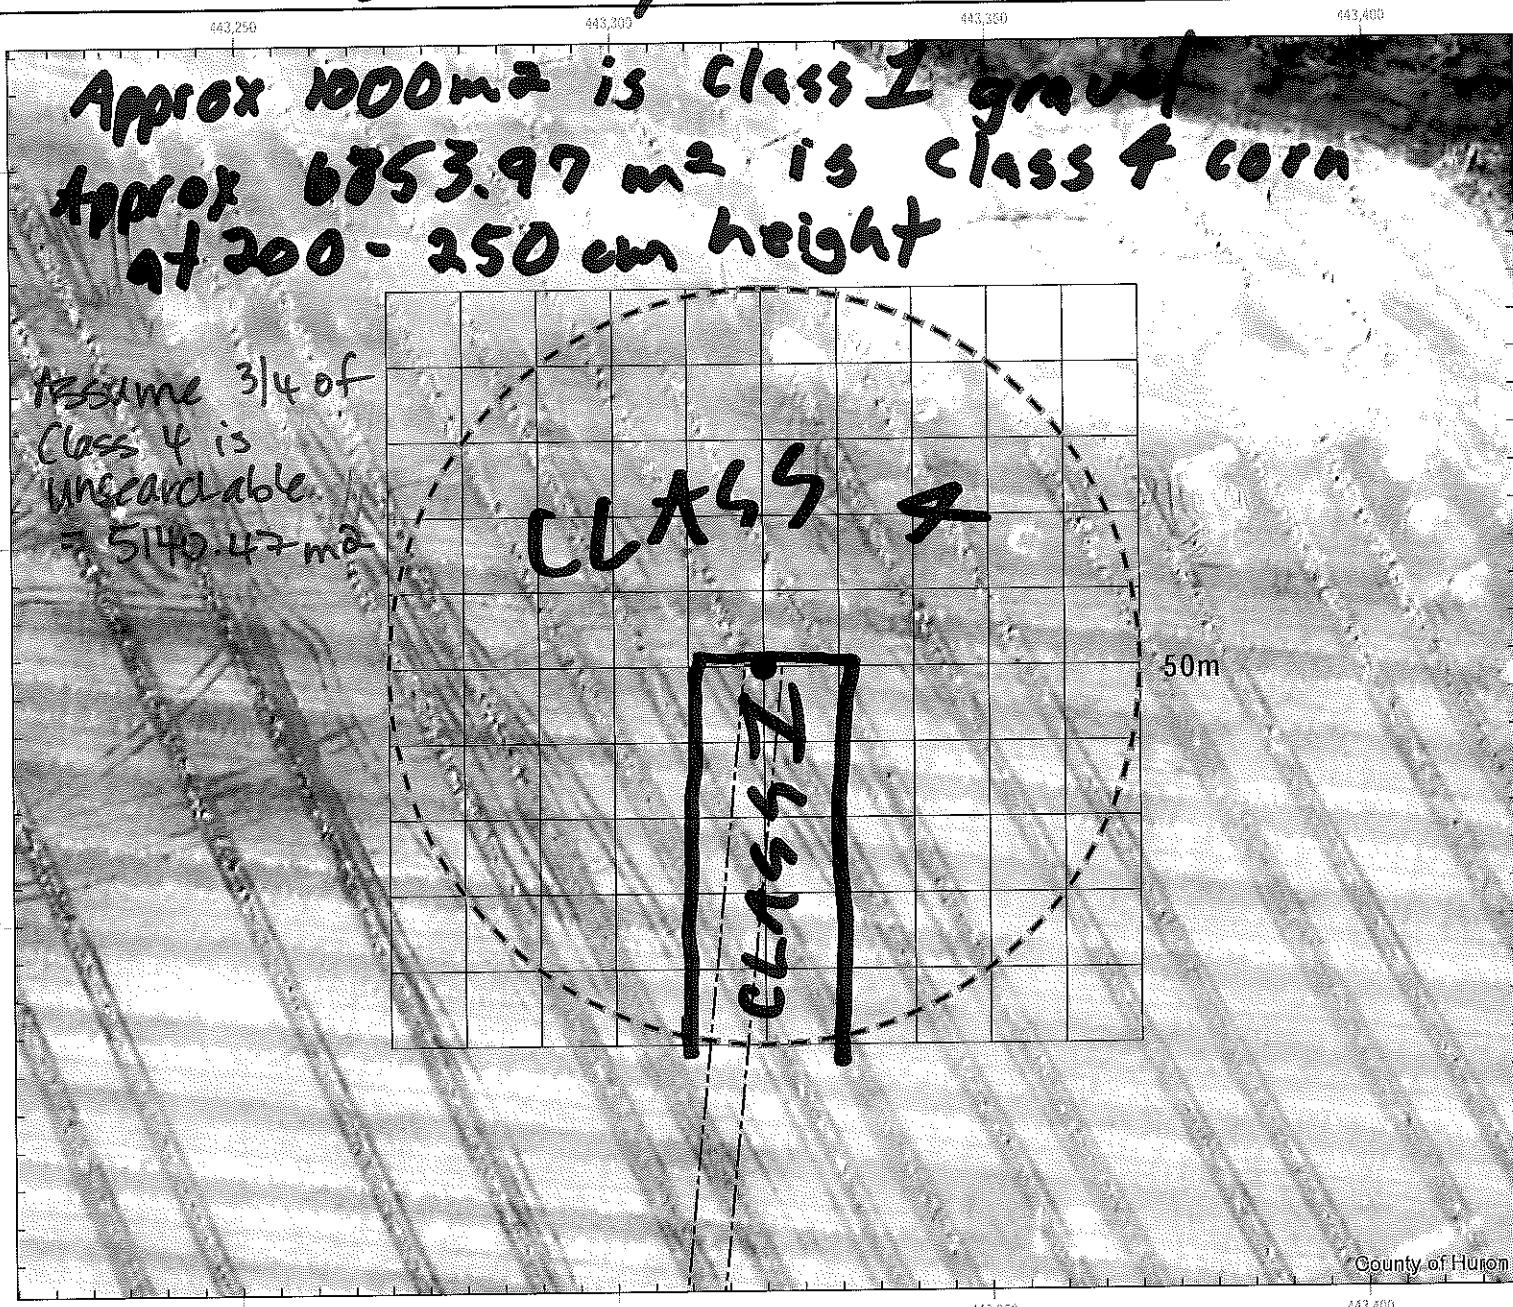 443,250
443,300
443,350
443,400
Approx 1000m2 is Class 1 gravel
Approx 6853.97 m2 is Class 4 corn
at 200 - 250 cm height
Assume 3/4 of
Class 4 is
unsearchable
= 5140.47 m2
CLASS 4
50m
CLASS 1
County of Huron
443,400